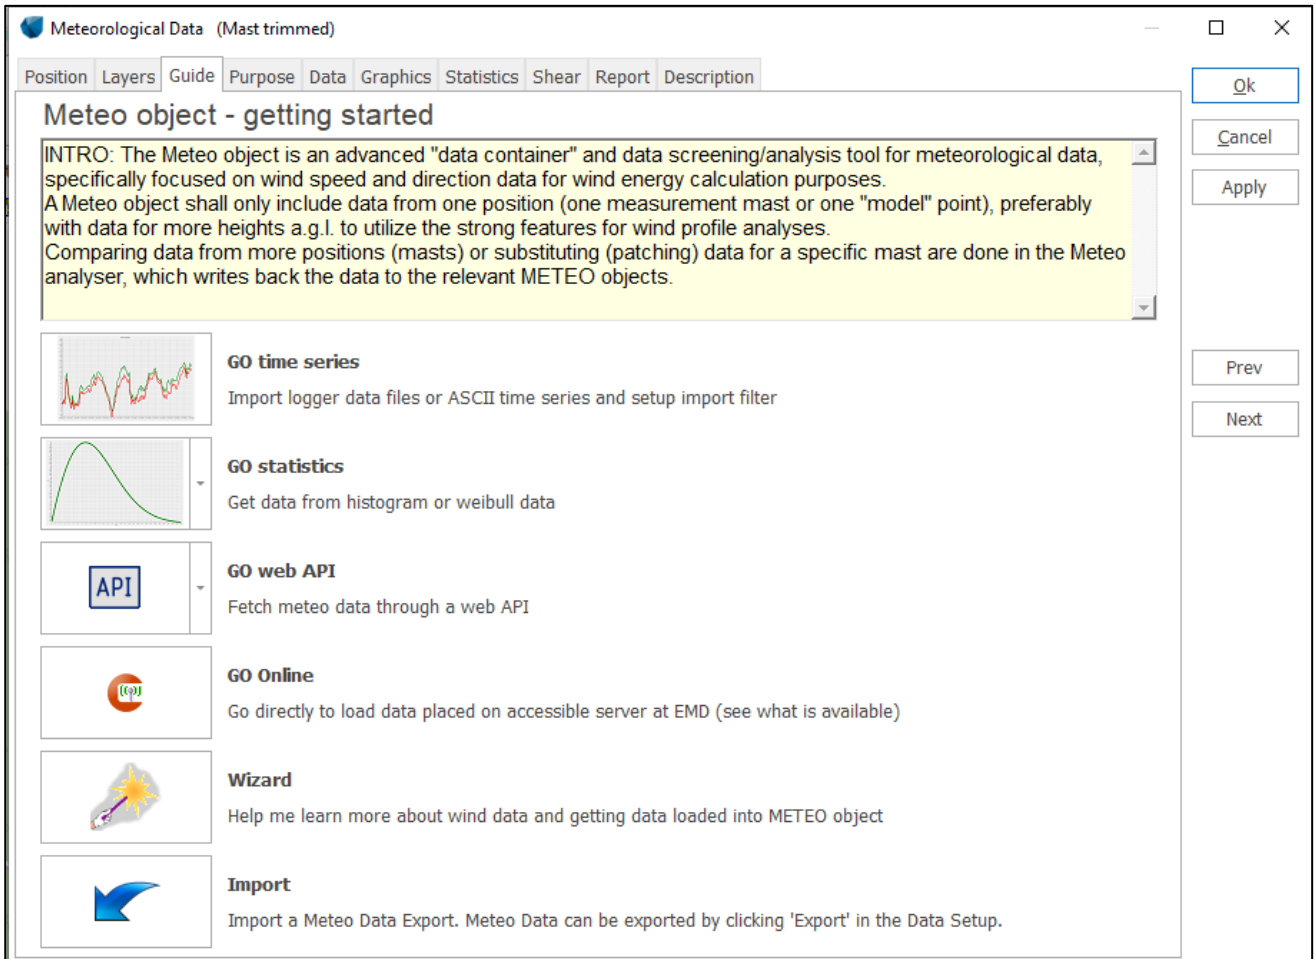 Meteorological Data   (Mast trimmed)
Position Layers Guide Purpose Data Graphics Statistics Shear Report Description
Ok
Cancel
Apply
Prev
Next
Meteo object - getting started
INTRO: The Meteo object is an advanced "data container" and data screening/analysis tool for meteorological data,
specifically focused on wind speed and direction data for wind energy calculation purposes.
A Meteo object shall only include data from one position (one measurement mast or one "model" point), preferably
with data for more heights a.g.l. to utilize the strong features for wind profile analyses.
Comparing data from more positions (masts) or substituting (patching) data for a specific mast are done in the Meteo
analyser, which writes back the data to the relevant METEO objects.
GO time series
Import logger data files or ASCII time series and setup import filter
GO statistics
Get data from histogram or weibull data
API
GO web API
Fetch meteo data through a web API
GO Online
Go directly to load data placed on accessible server at EMD (see what is available)
Wizard
Help me learn more about wind data and getting data loaded into METEO object
Import
Import a Meteo Data Export. Meteo Data can be exported by clicking 'Export' in the Data Setup.